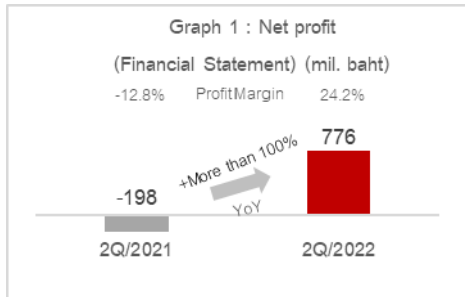 Graph 1 : Net profit
(Financial Statement) (mil. baht)
-12.8% ProfitMargin 24.2%
776
+More than 100%
-198
YoY
2Q/2021 2Q/2022